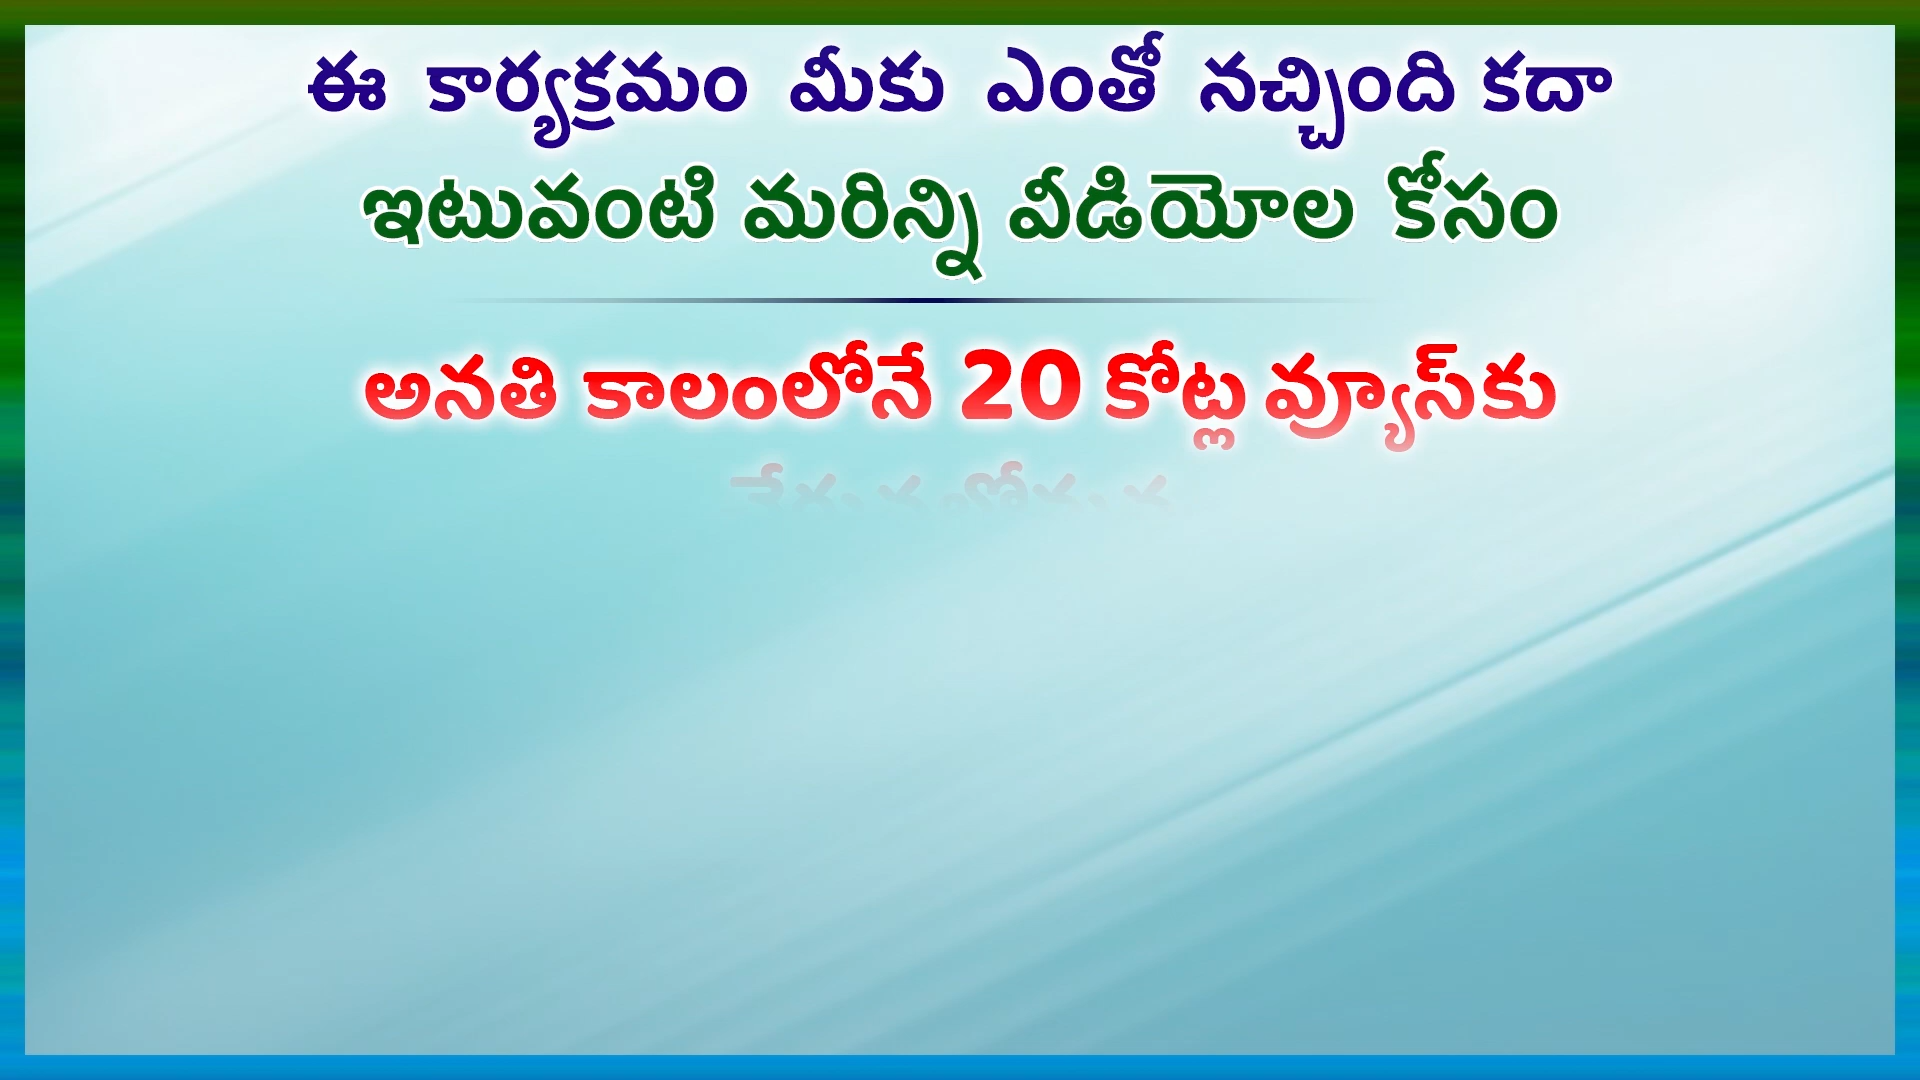 ఈ కార్యక్రమం మీకు ఎంతో నచ్చింది కదా
ఇటువంటి మరిన్ని వీడియోల కోసం
అనతి కాలంలోనే 20 కోట్ల వ్యూస్‌కు